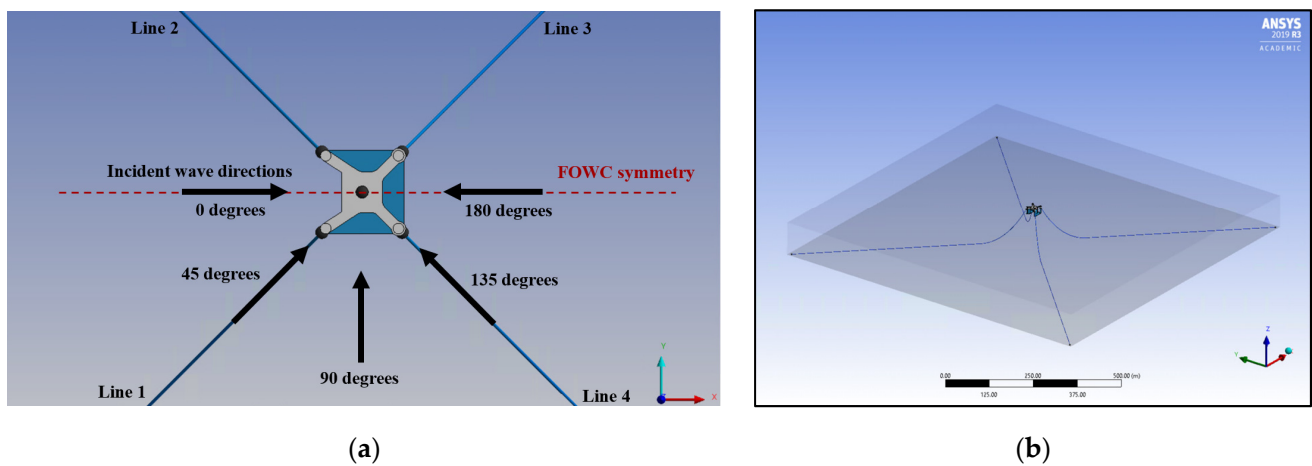 Line 2
Line 3
Incident wave directions
FOWC symmetry
0 degrees
180 degrees
45 degrees
135 degrees
90 degrees
Line 1
Line 4
Y
X
(a)
ANSYS
2019 R3
ACADEMIC
0.00
250.00
500.00 (m)
125.00
375.00
Z
Y
X
(b)